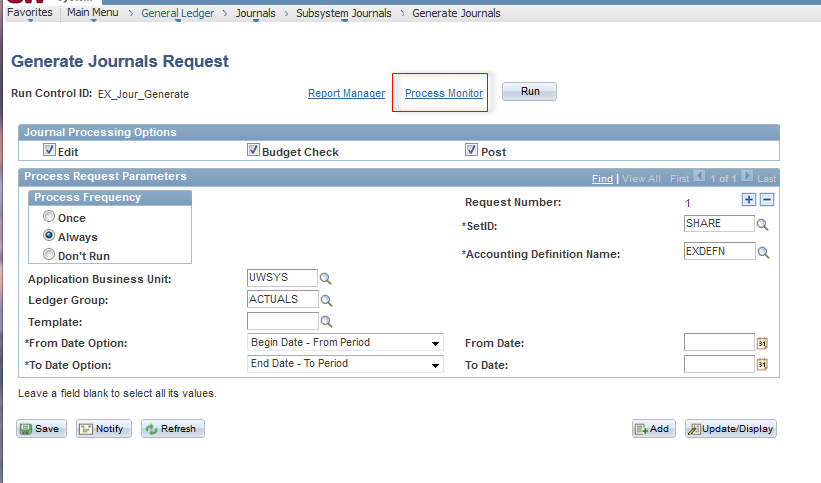 Favorites Main Menu > General Ledger > Journals > Subsystem Journals > Generate Journals
Generate Journals Request
Run Control ID: EX_Jour_Generate Report Manager Process Monitor Run
Journal Processing Options
Edit Budget Check Post
Process Request Parameters Find | View All First 1 of 1 Last
Process Frequency
Once
Always
Don't Run
Request Number: 1
*SetID: SHARE
*Accounting Definition Name: EXDEFN
Application Business Unit: UWSYS
Ledger Group: ACTUALS
Template:
*From Date Option: Begin Date - From Period From Date: 31
*To Date Option: End Date - To Period To Date: 31
Leave a field blank to select all its values.
Save Notify Refresh Add Update/Display